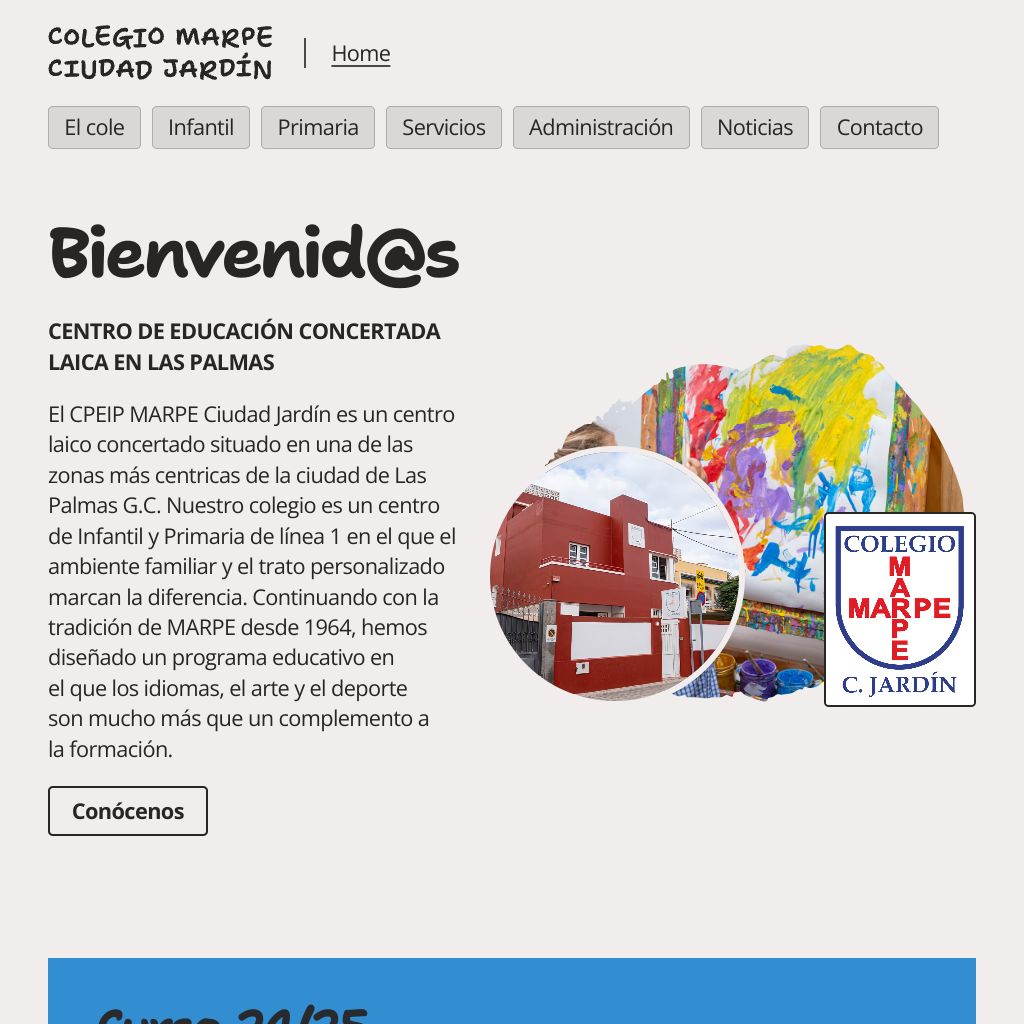 COLEGIO MARPE
CIUDAD JARDÍN
Home
El cole
Infantil
Primaria
Servicios
Administración
Noticias
Contacto
Bienvenid@s
CENTRO DE EDUCACIÓN CONCERTADA
LAICA EN LAS PALMAS
El CPEIP MARPE Ciudad Jardín es un centro
laico concertado situado en una de las
zonas más centricas de la ciudad de Las
Palmas G.C. Nuestro colegio es un centro
de Infantil y Primaria de línea 1 en el que el
ambiente familiar y el trato personalizado
marcan la diferencia. Continuando con la
tradición de MARPE desde 1964, hemos
diseñado un programa educativo en
el que los idiomas, el arte y el deporte
son mucho más que un complemento a
la formación.
Conócenos
COLEGIO
MARPE
MARPE
C. JARDÍN
Curso 24/25